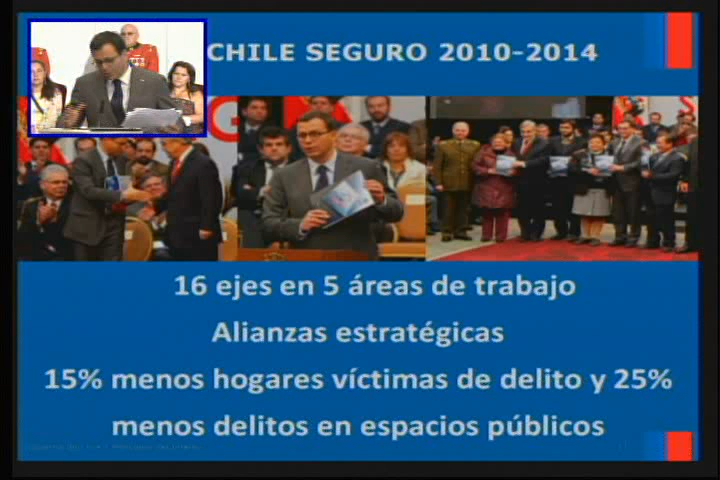 CHILE SEGURO 2010-2014
G
16 ejes en 5 áreas de trabajo
Alianzas estratégicas
15% menos hogares víctimas de delito y 25%
menos delitos en espacios públicos